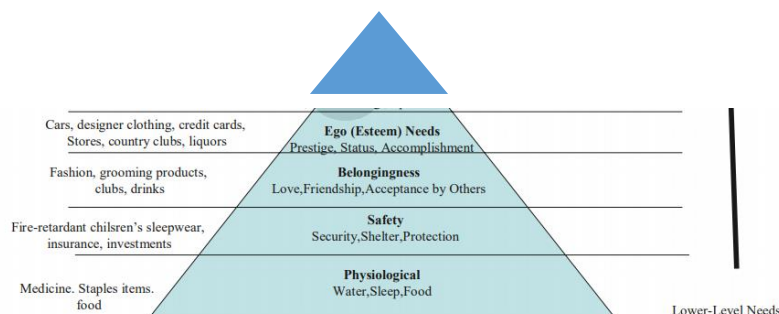 Cars, designer clothing, credit cards,
Stores, country clubs, liquors
Ego (Esteem) Needs
Prestige, Status, Accomplishment
Fashion, grooming products,
clubs, drinks
Belongingness
Love,Friendship,Acceptance by Others
Fire-retardant chilsren's sleepwear,
insurance, investments
Safety
Security,Shelter,Protection
Medicine. Staples items.
food
Physiological
Water,Sleep,Food
Lower-Level Needs